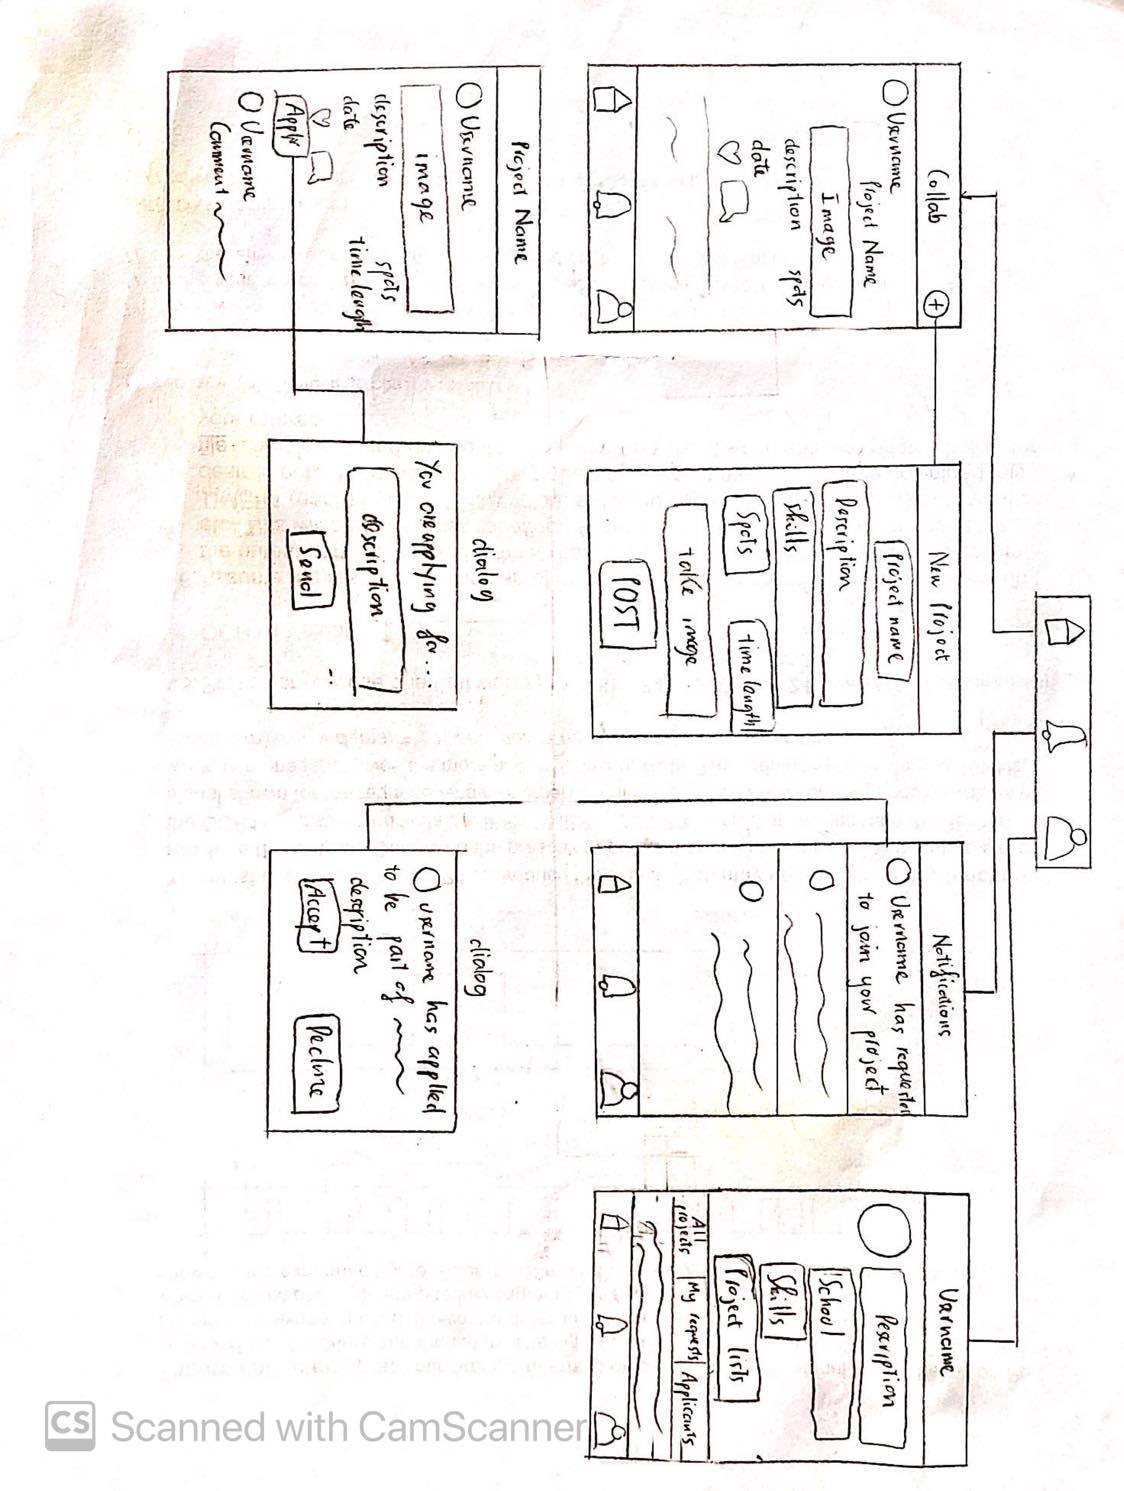 Collab
Username
Project Name
Image
description
spots
date
New Project
Project name
Description
Skills
Spots
time length
take image
POST
Notifications
Username has requested
to join your project
Username
Description
School
Skills
Project lists
All
projects
My requests
Applicants
Project Name
Username
image
description
spots
date
time length
Apply
Username
Comment
dialog
You are applying for...
description
Send
dialog
username has applied
to be part of
description
Accept
Decline
CS Scanned with CamScanner